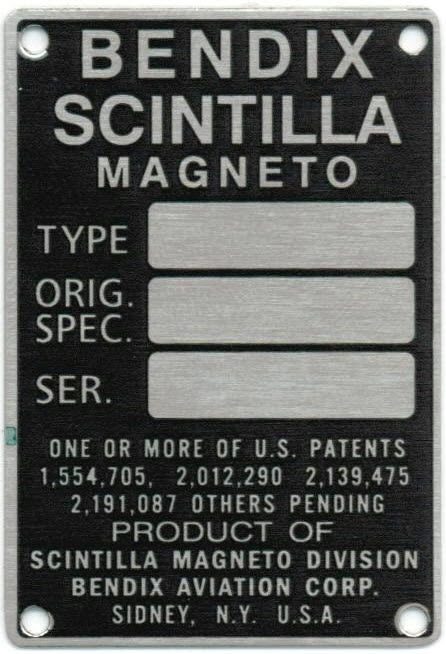 BENDIX
SCINTILLA
MAGNETO
TYPE
ORIG.
SPEC.
SER.
ONE OR MORE OF U.S. PATENTS
1,554,705, 2,012,290 2,139,475
2,191,087 OTHERS PENDING
PRODUCT OF
SCINTILLA MAGNETO DIVISION
BENDIX AVIATION CORP.
SIDNEY, N.Y. U.S.A.